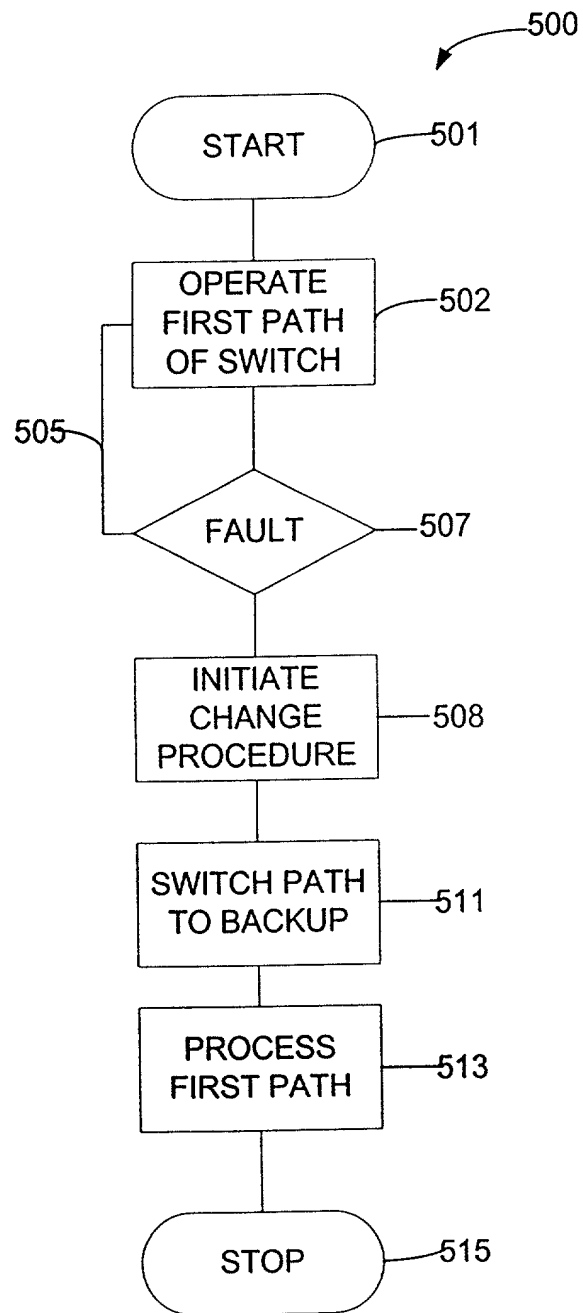 500
START
501
OPERATE
FIRST PATH
OF SWITCH
502
505
FAULT
507
INITIATE
CHANGE
PROCEDURE
508
SWITCH PATH
TO BACKUP
511
PROCESS
FIRST PATH
513
STOP
515